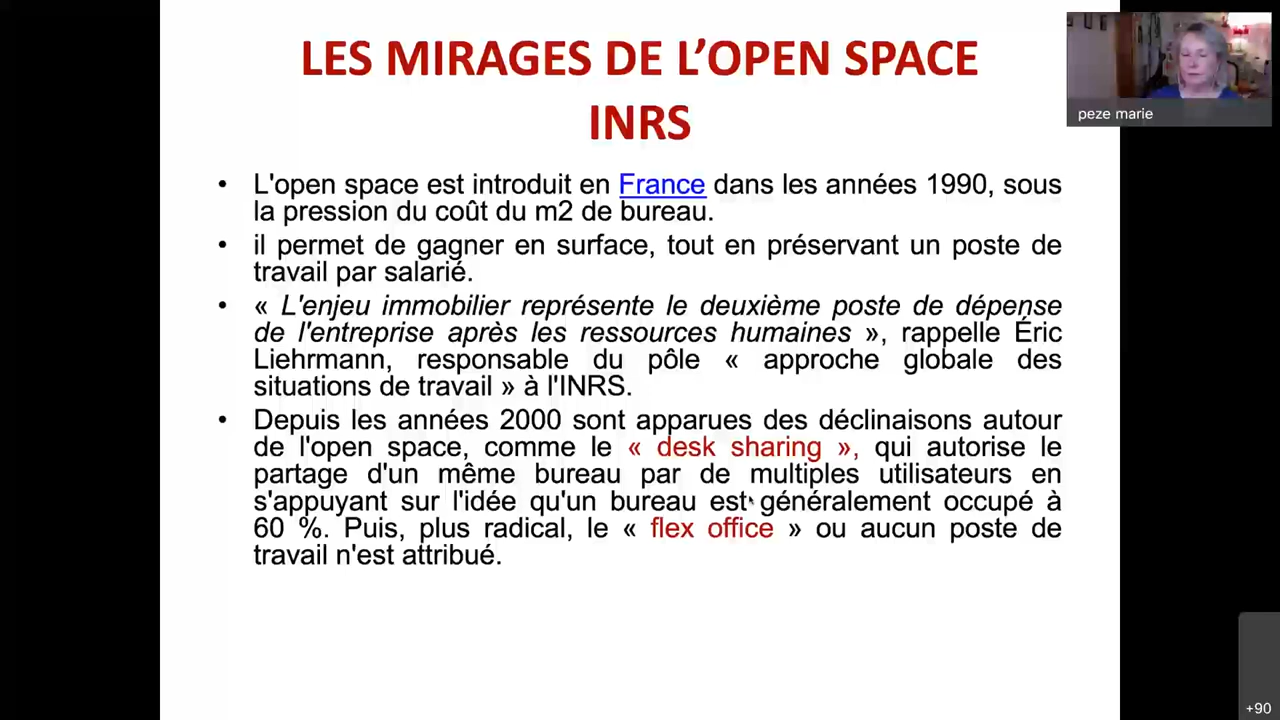 LES MIRAGES DE L’OPEN SPACE
INRS
peze marie
• L'open space est introduit en France dans les années 1990, sous
la pression du coût du m2 de bureau.
• il permet de gagner en surface, tout en préservant un poste de
travail par salarié.
• « L'enjeu immobilier représente le deuxième poste de dépense
de l'entreprise après les ressources humaines », rappelle Éric
Liehrmann, responsable du pôle « approche globale des
situations de travail » à l'INRS.
• Depuis les années 2000 sont apparues des déclinaisons autour
de l'open space, comme le « desk sharing », qui autorise le
partage d'un même bureau par de multiples utilisateurs en
s'appuyant sur l'idée qu'un bureau est généralement occupé à
60 %. Puis, plus radical, le « flex office » ou aucun poste de
travail n'est attribué.
+90